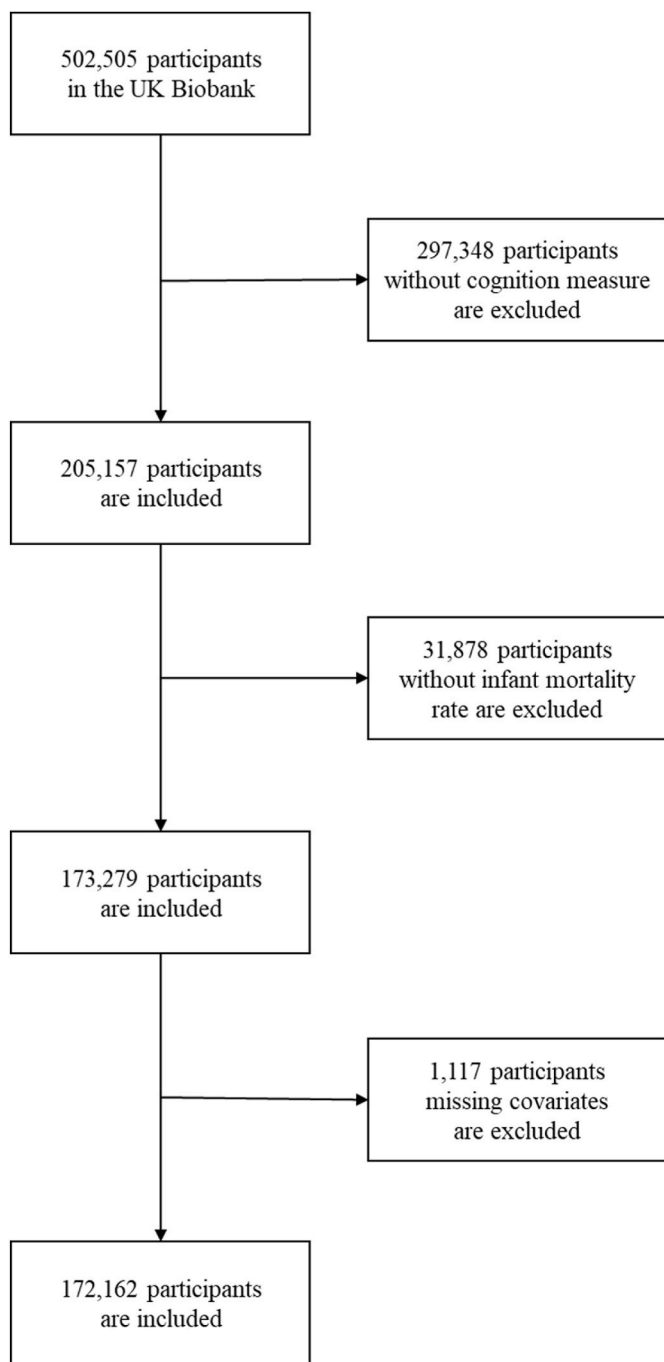 502,505 participants
in the UK Biobank
297,348 participants
without cognition measure
are excluded
205,157 participants
are included
31,878 participants
without infant mortality
rate are excluded
173,279 participants
are included
1,117 participants
missing covariates
are excluded
172,162 participants
are included